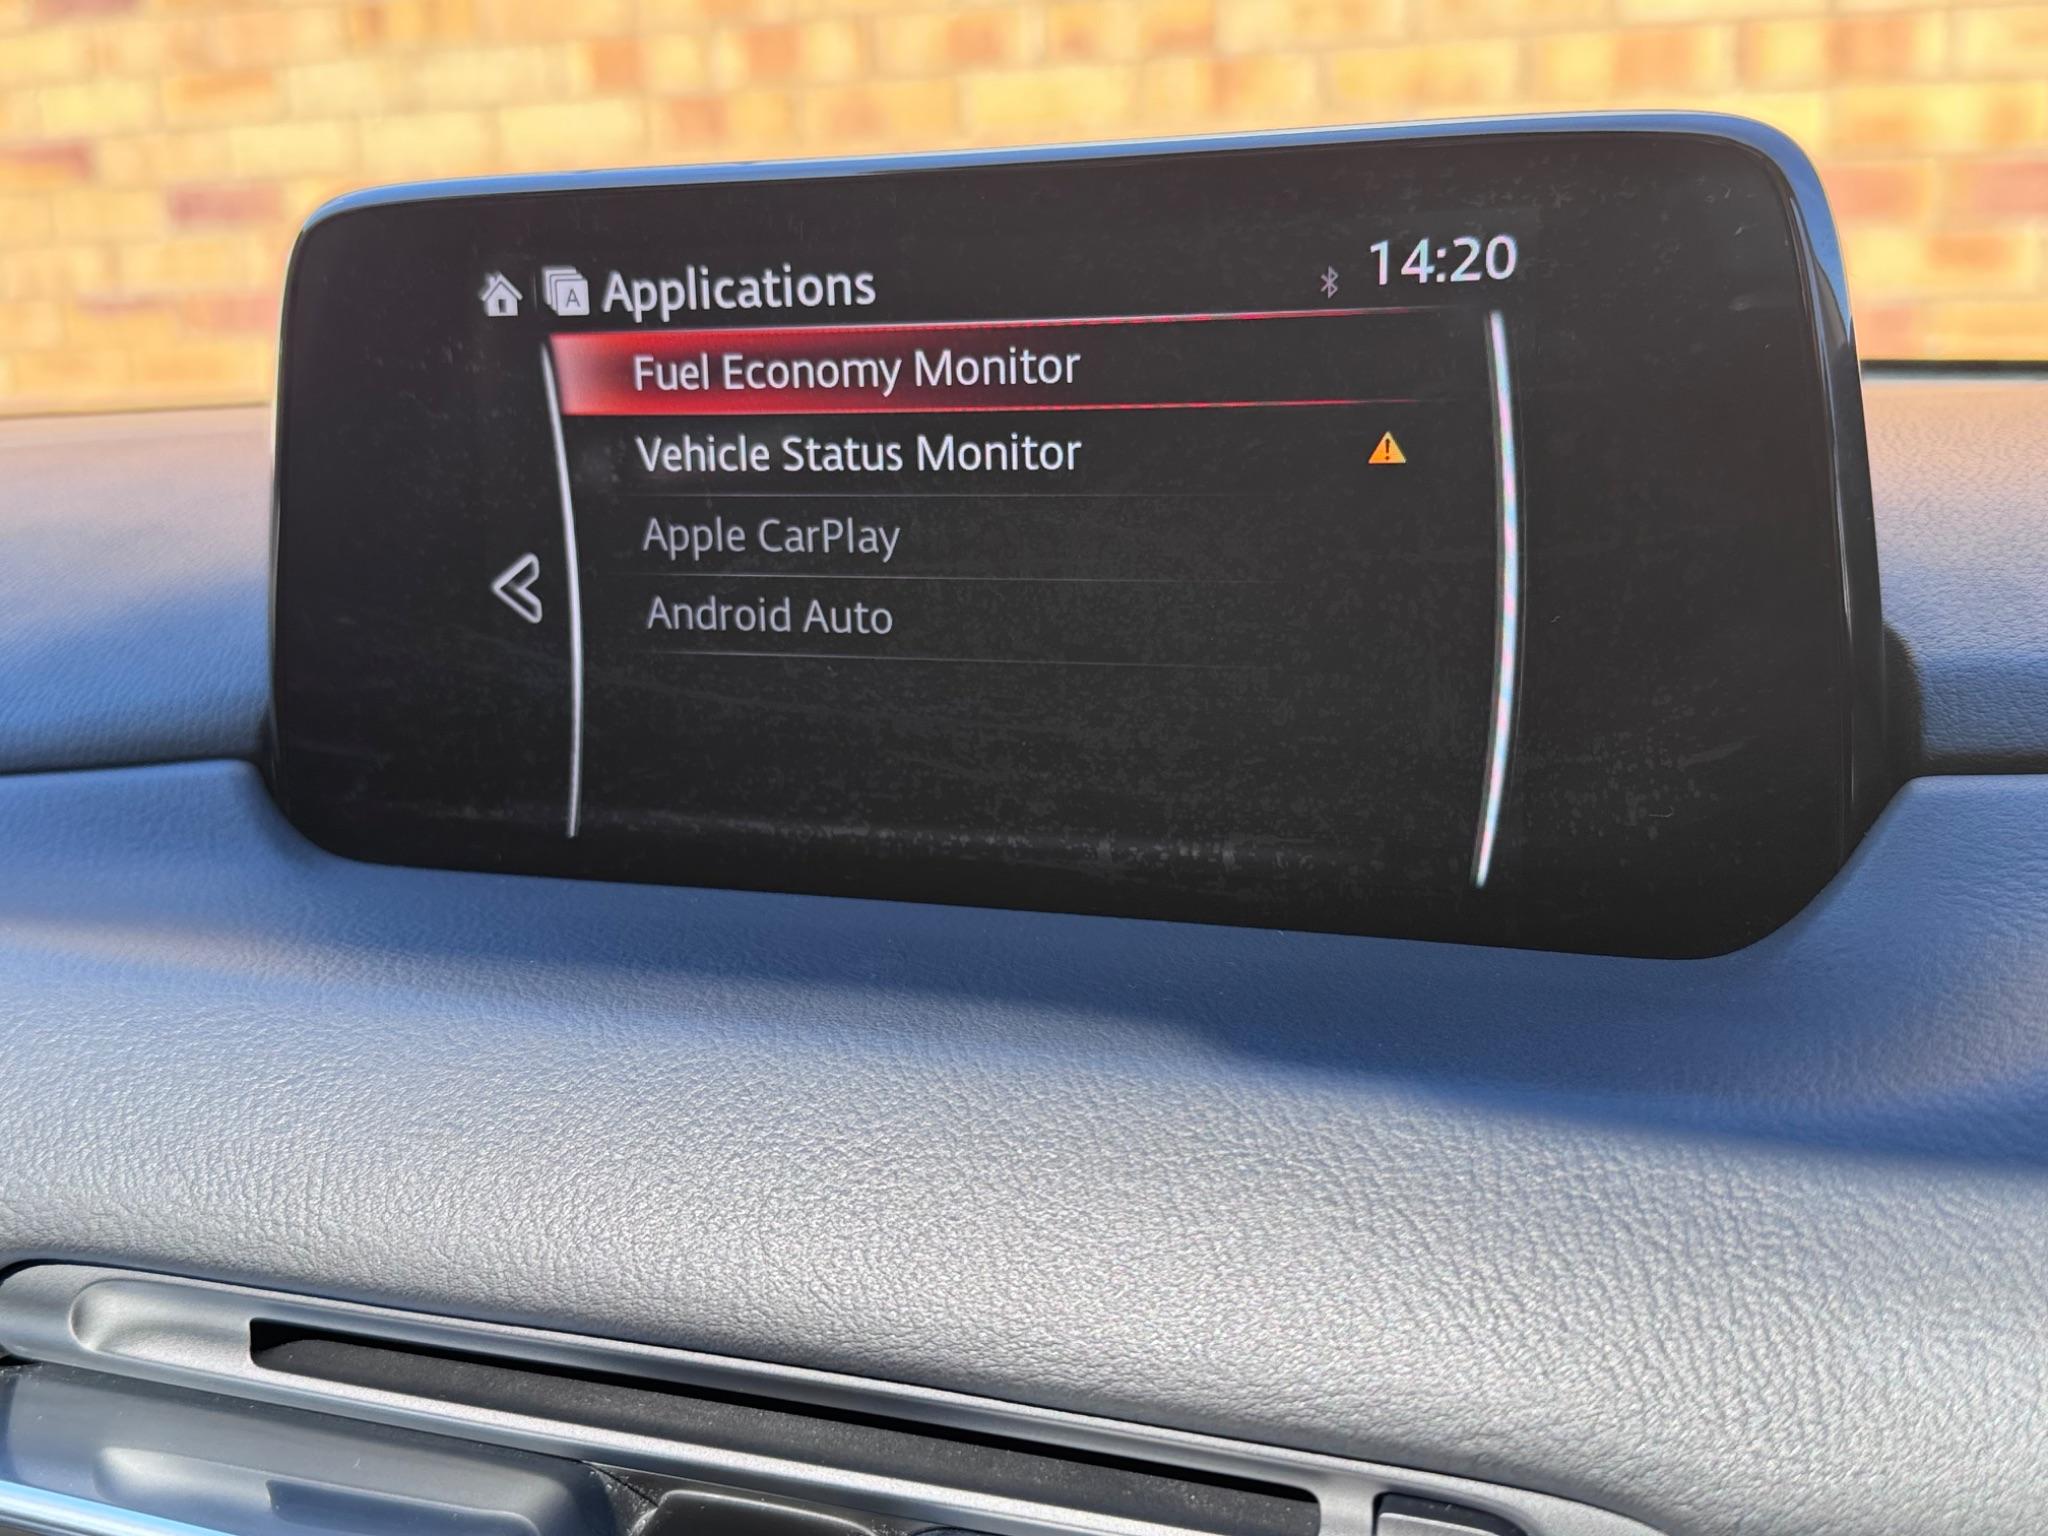 Applications
14:20
Fuel Economy Monitor
Vehicle Status Monitor
Apple CarPlay
Android Auto